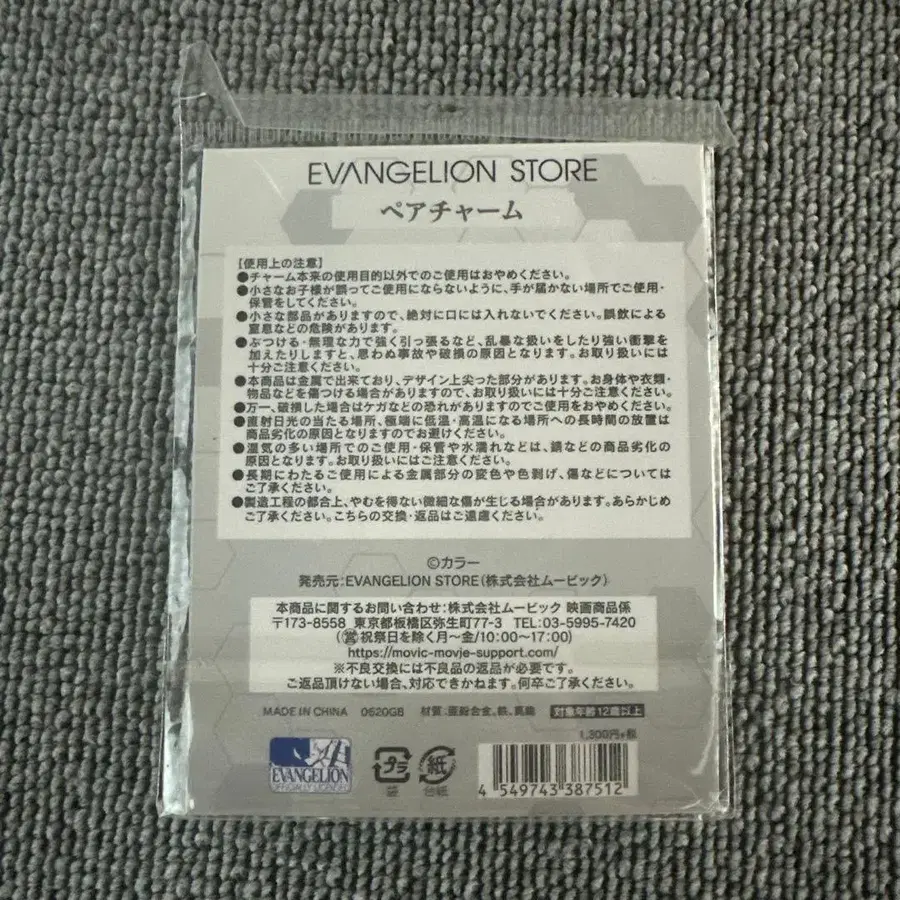 EVANGELION STORE
ペアチャーム
【使用上の注意】
●チャーム本来の使用目的以外でのご使用はおやめください。
●小さなお子様が誤ってご使用にならないように、手が届かない場所でご使用・
保管をしてください。
●小さな部品がありますので、絶対に口には入れないでください。誤飲による
窒息などの危険があります。
●ぶつける・無理な力で強く引っ張るなど、乱暴な扱いをしたり強い衝撃を
加えたりしますと、思わぬ事故や破損の原因となります。お取り扱いには
十分ご注意ください。
●本商品は金属で出来ており、デザイン上尖った部分があります。お身体や衣類・
物品などを傷つける場合がありますので、お取り扱いには十分ご注意ください。
●万一、破損した場合はケガなどの恐れがありますのでご使用をおやめください。
●直射日光の当たる場所、極端に低温・高温になる場所への長時間の放置は
商品劣化の原因となりますのでお避けください。
●湿気の多い場所でのご使用・保管や水濡れなどは、錆などの商品劣化の
原因となります。お取り扱いにはご注意ください。
●長期にわたるご使用による金属部分の変色や色剥げ、傷などについては
ご了承ください。
●製造工程の都合上、やむを得ない微細な傷が生じる場合があります。あらかじめ
ご了承ください。こちらの交換・返品はご遠慮ください。
©カラー
発売元:EVANGELION STORE(株式会社ムービック)
本商品に関するお問い合わせ:株式会社ムービック 映画商品係
〒173-8558 東京都板橋区弥生町77-3 TEL:03-5995-7420
(㊡祝祭日を除く月〜金/10:00〜17:00)
https://movic-movie-support.com/
※不良交換には不良品の返品が必要です。
ご返品頂けない場合、対応できかねます。何卒ご了承ください。
MADE IN CHINA 0620GB 材質:亜鉛合金、鉄、真鍮 対象年齢12歳以上
1,300円+税
EVANGELION
OFFICIALLY LICENSED
プラ
袋
紙
台紙
4 549743 387512